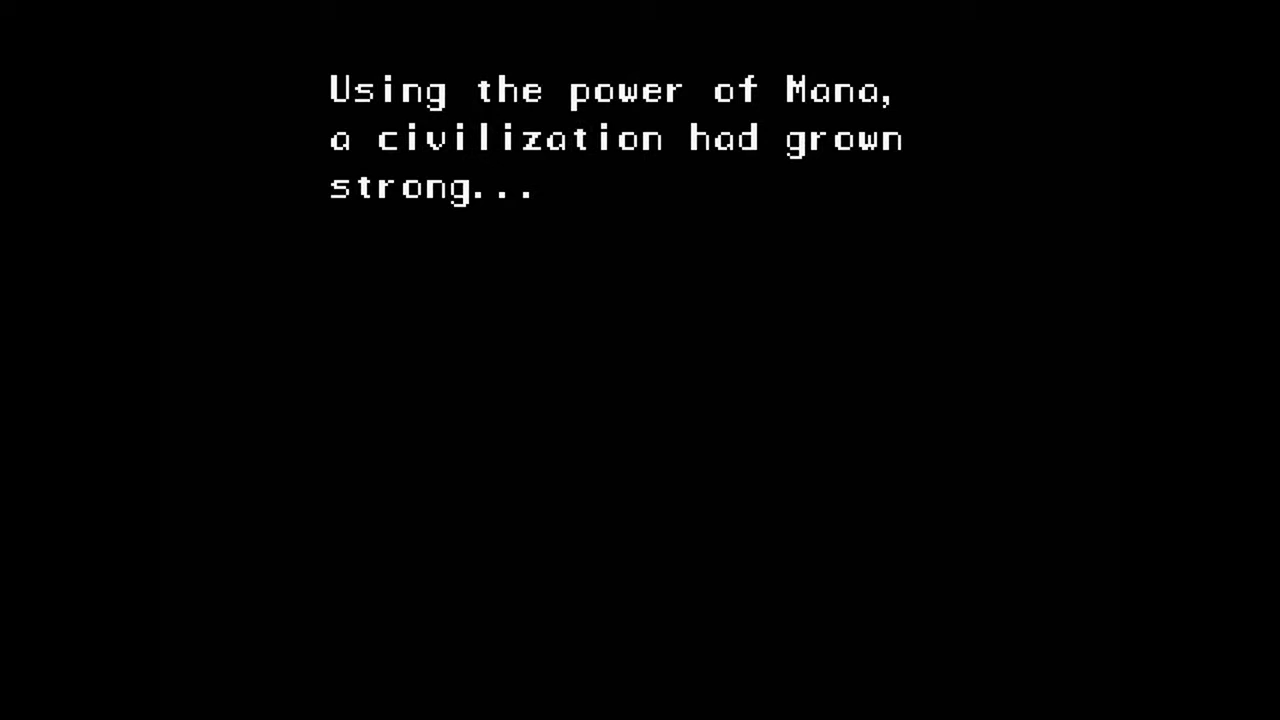 Using the power of Mana,
a civilization had grown
strong...